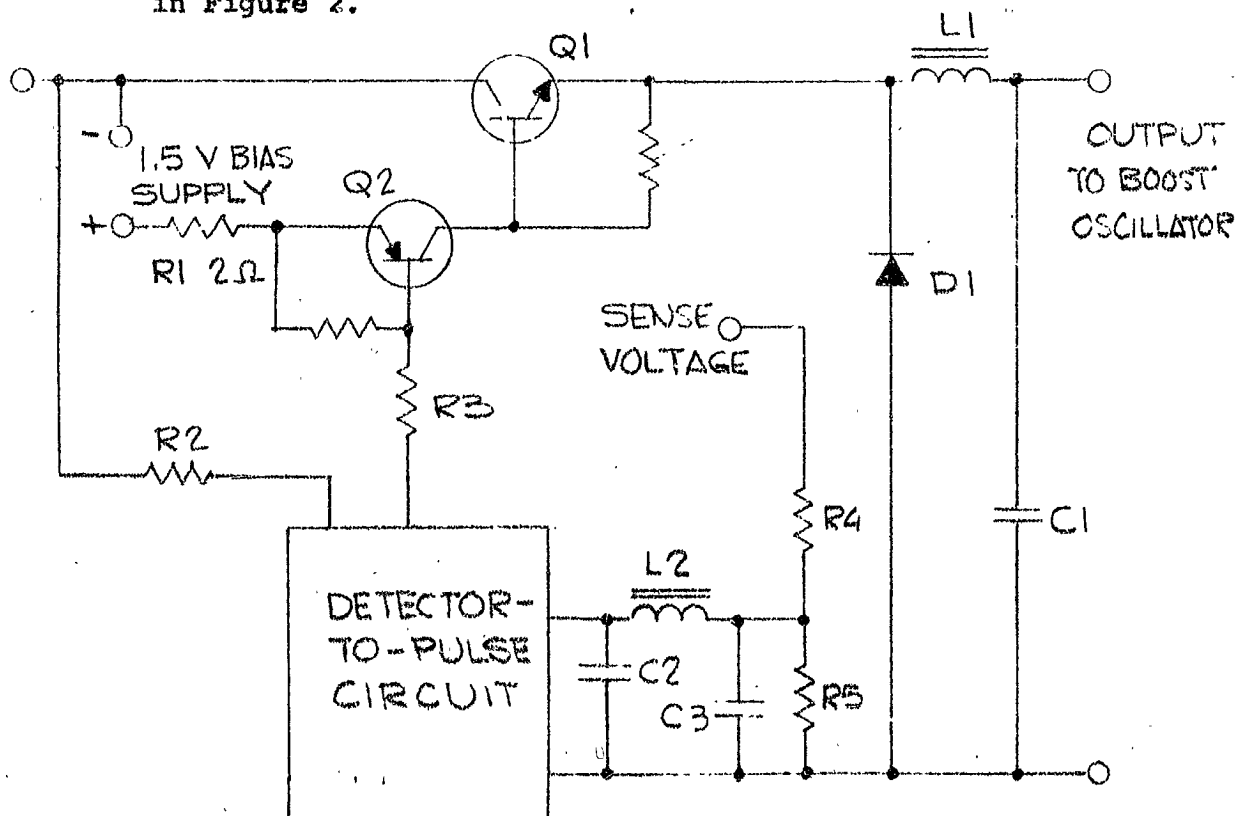 in Figure 2.
Q1
L1
-
1.5 V BIAS
SUPPLY
+
R1 2Ω
Q2
OUTPUT
TO BOOST
OSCILLATOR
D1
SENSE
VOLTAGE
R3
R2
R4
C1
L2
DETECTOR-
TO-PULSE
CIRCUIT
C2
C3
R5